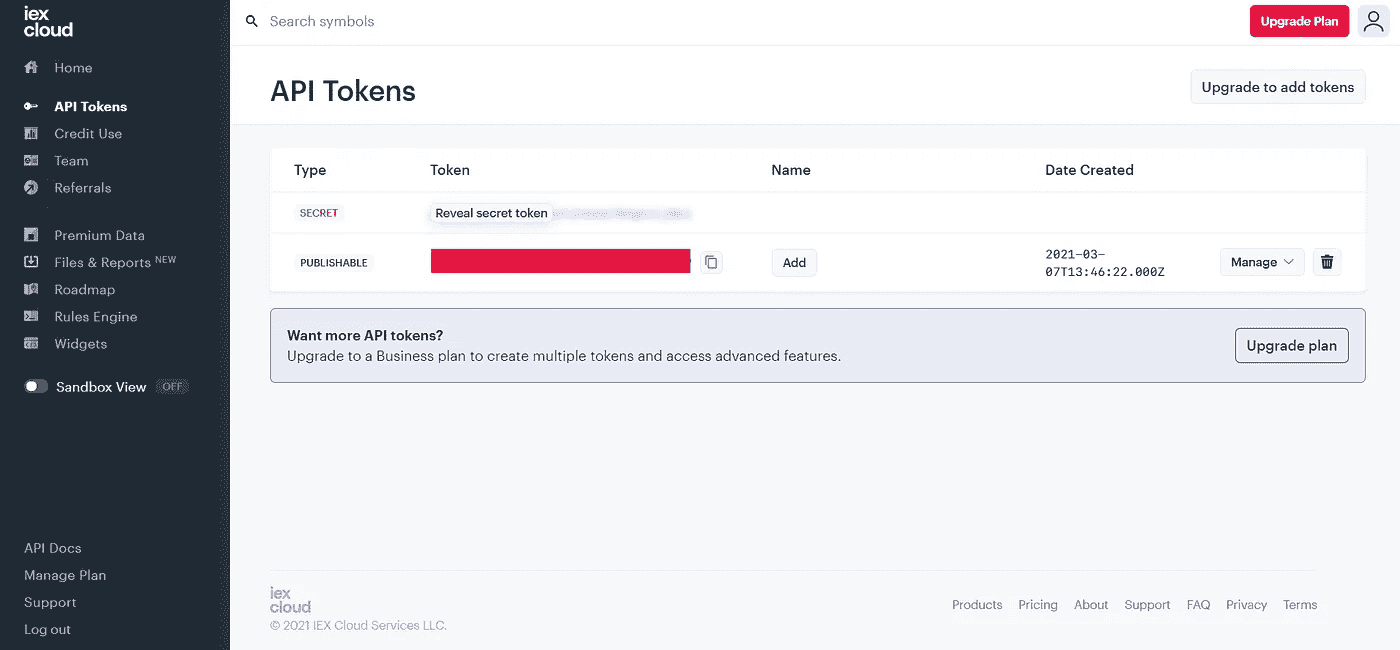 iex
cloud
Search symbols
Upgrade Plan
Home
API Tokens
Credit Use
Team
Referrals
Premium Data
Files & Reports NEW
Roadmap
Rules Engine
Widgets
Sandbox View OFF
API Docs
Manage Plan
Support
Log out
API Tokens
Upgrade to add tokens
Type Token Name Date Created
SECRET Reveal secret token
PUBLISHABLE Add 2021-03-
07T13:46:22.000Z Manage
Want more API tokens?
Upgrade to a Business plan to create multiple tokens and access advanced features.
Upgrade plan
iex
cloud
© 2021 IEX Cloud Services LLC.
Products Pricing About Support FAQ Privacy Terms